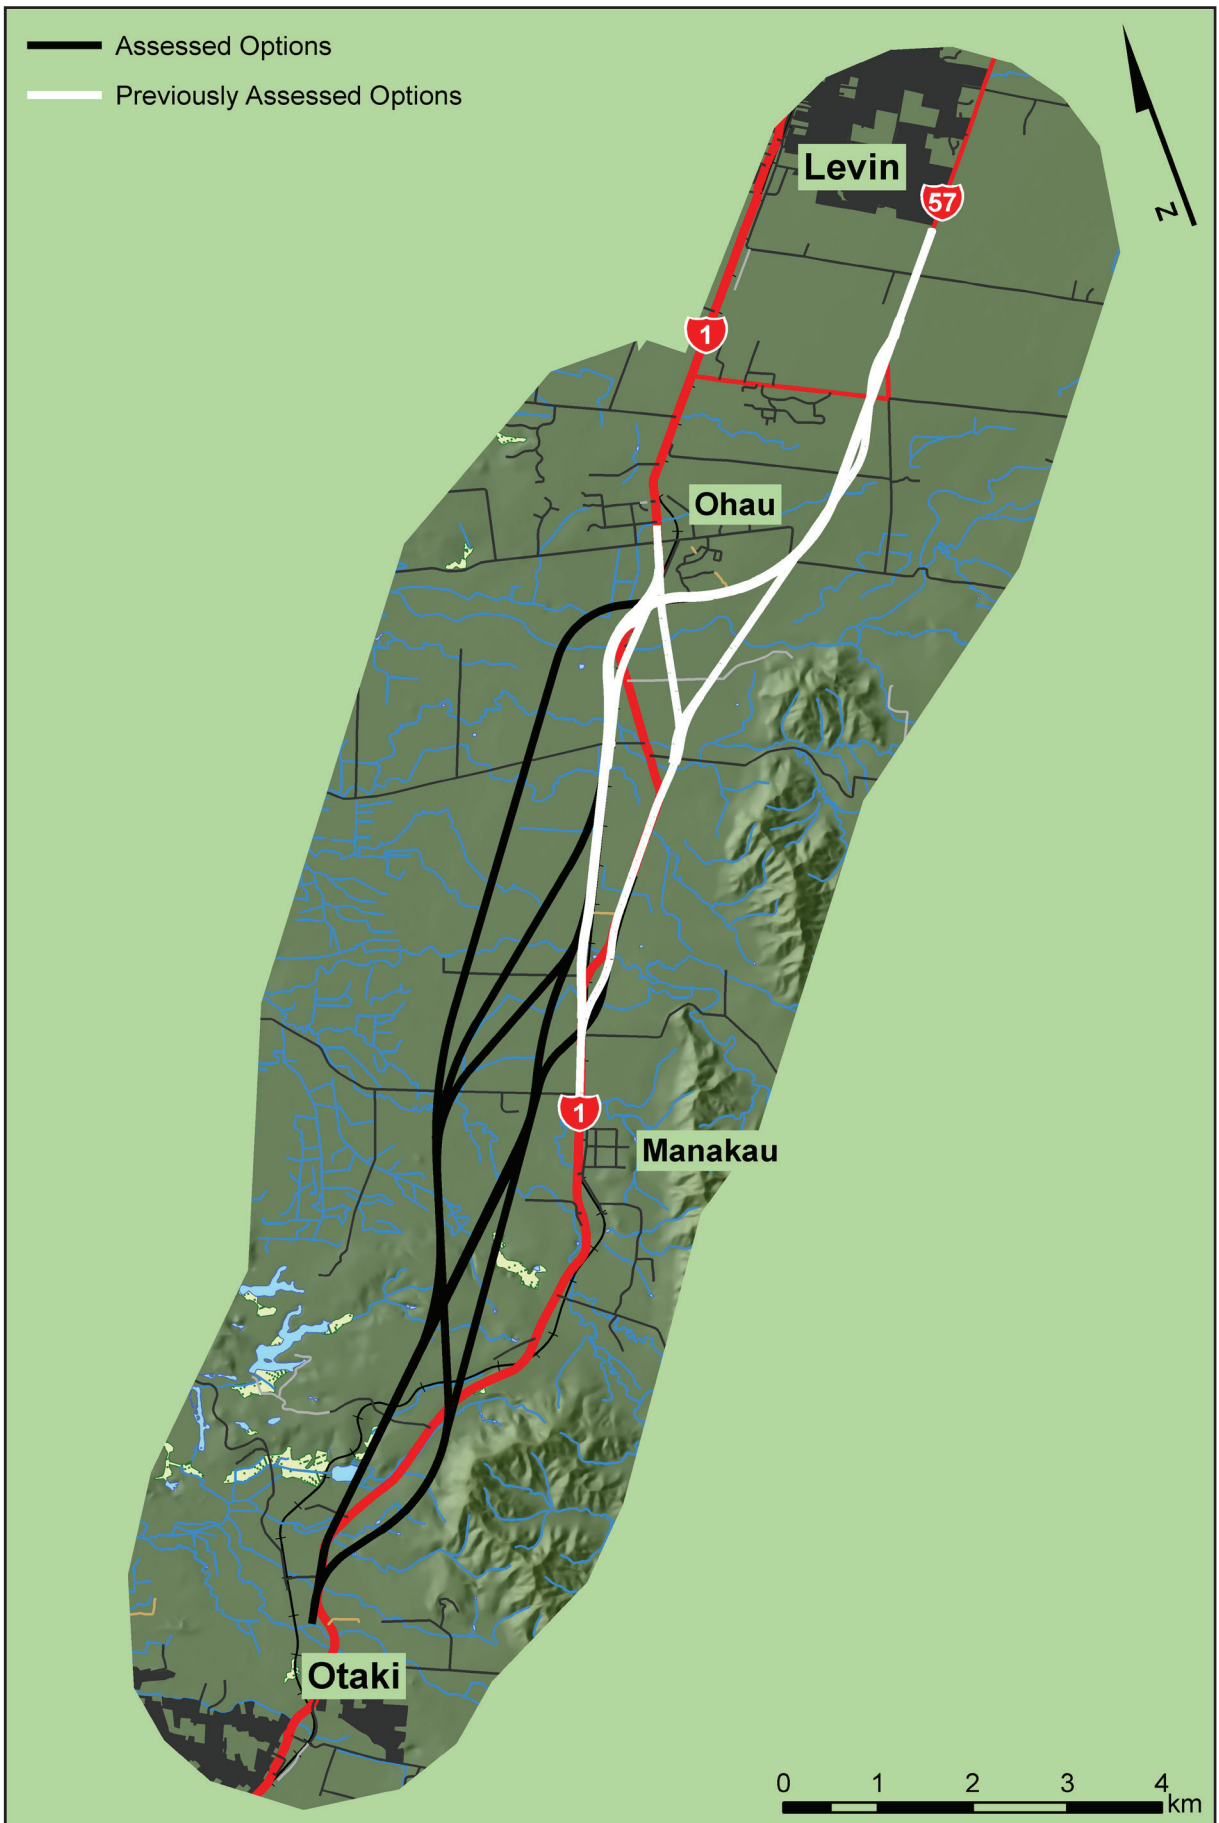 Assessed Options
Previously Assessed Options
N
Levin
57
1
Ohau
1
Manakau
Otaki
0 1 2 3 4
km